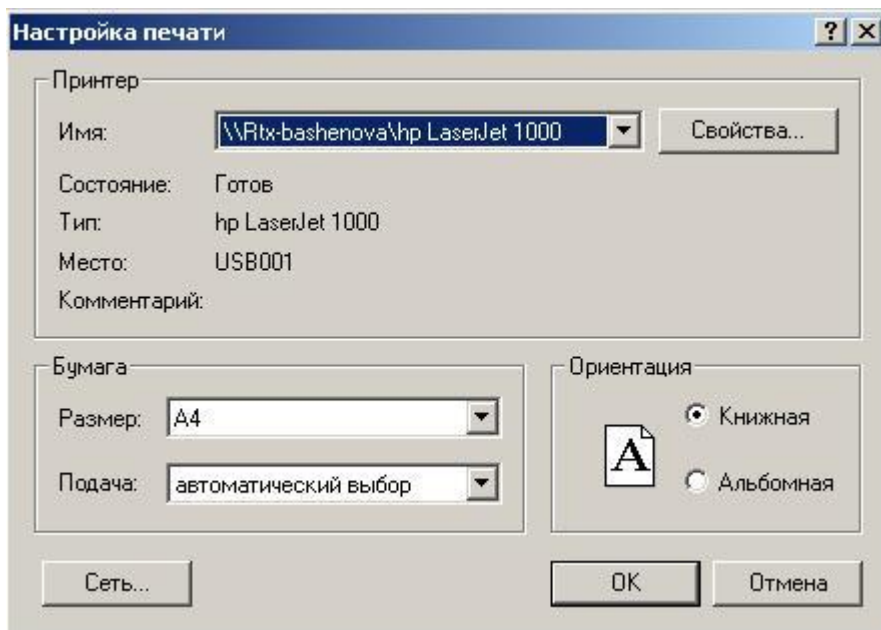 Настройка печати
Принтер
Имя: \\Rtx-bashenova\hp LaserJet 1000 Свойства...
Состояние: Готов
Тип: hp LaserJet 1000
Место: USB001
Комментарий:
Бумага
Размер: A4
Подача: автоматический выбор
Ориентация
A
Книжная
Альбомная
Сеть... OK Отмена